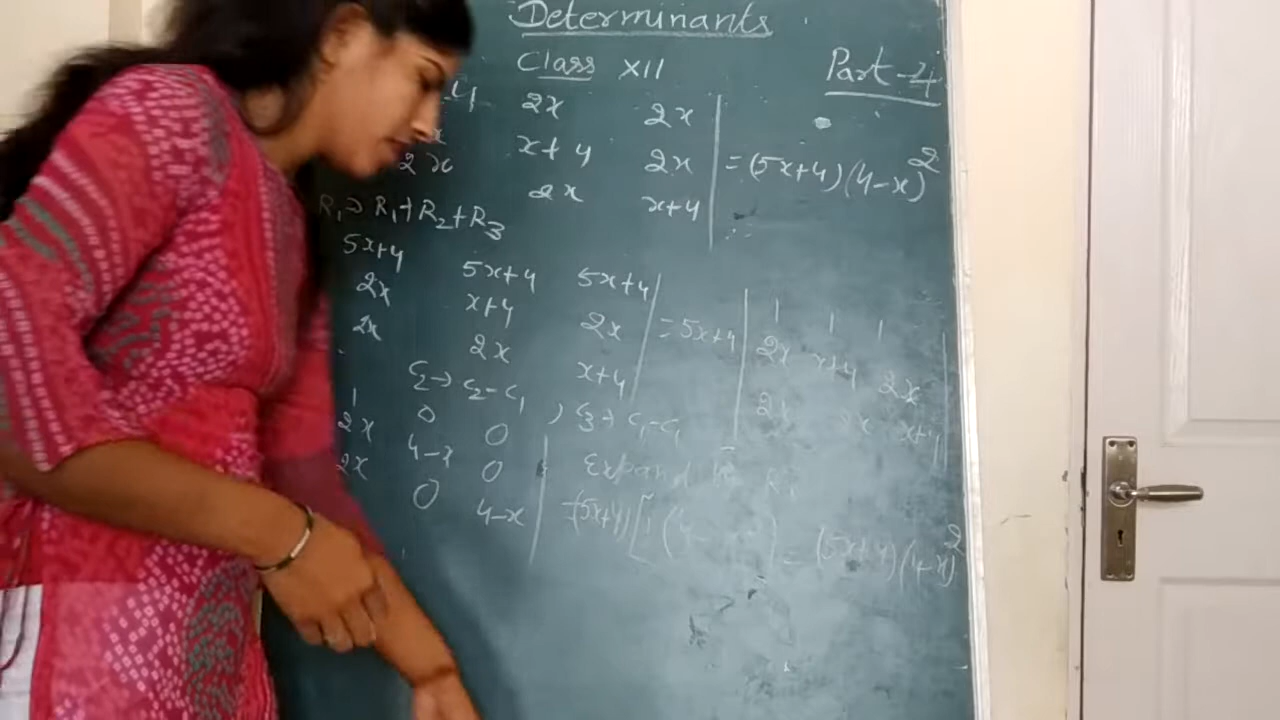 Determinants
Class XII
Part-4
2x 2x
x+4 2x = (5x+4)(4-x)²
2x
2x x+4
R₁→R₁+R₂+R₃
5x+4 5x+4 5x+4
2x x+4 2x = 5x+4 | 1 1 1
2x 2x x+4 | 2x x+4 2x
2x 2x x+4
C₂→C₂-C₁, C₃→C₁-C₁
1 0 0
2x 4-x 0 Expand
2x 0 4-x =(5x+4)[1( ) = (5x+4)(4-x)²